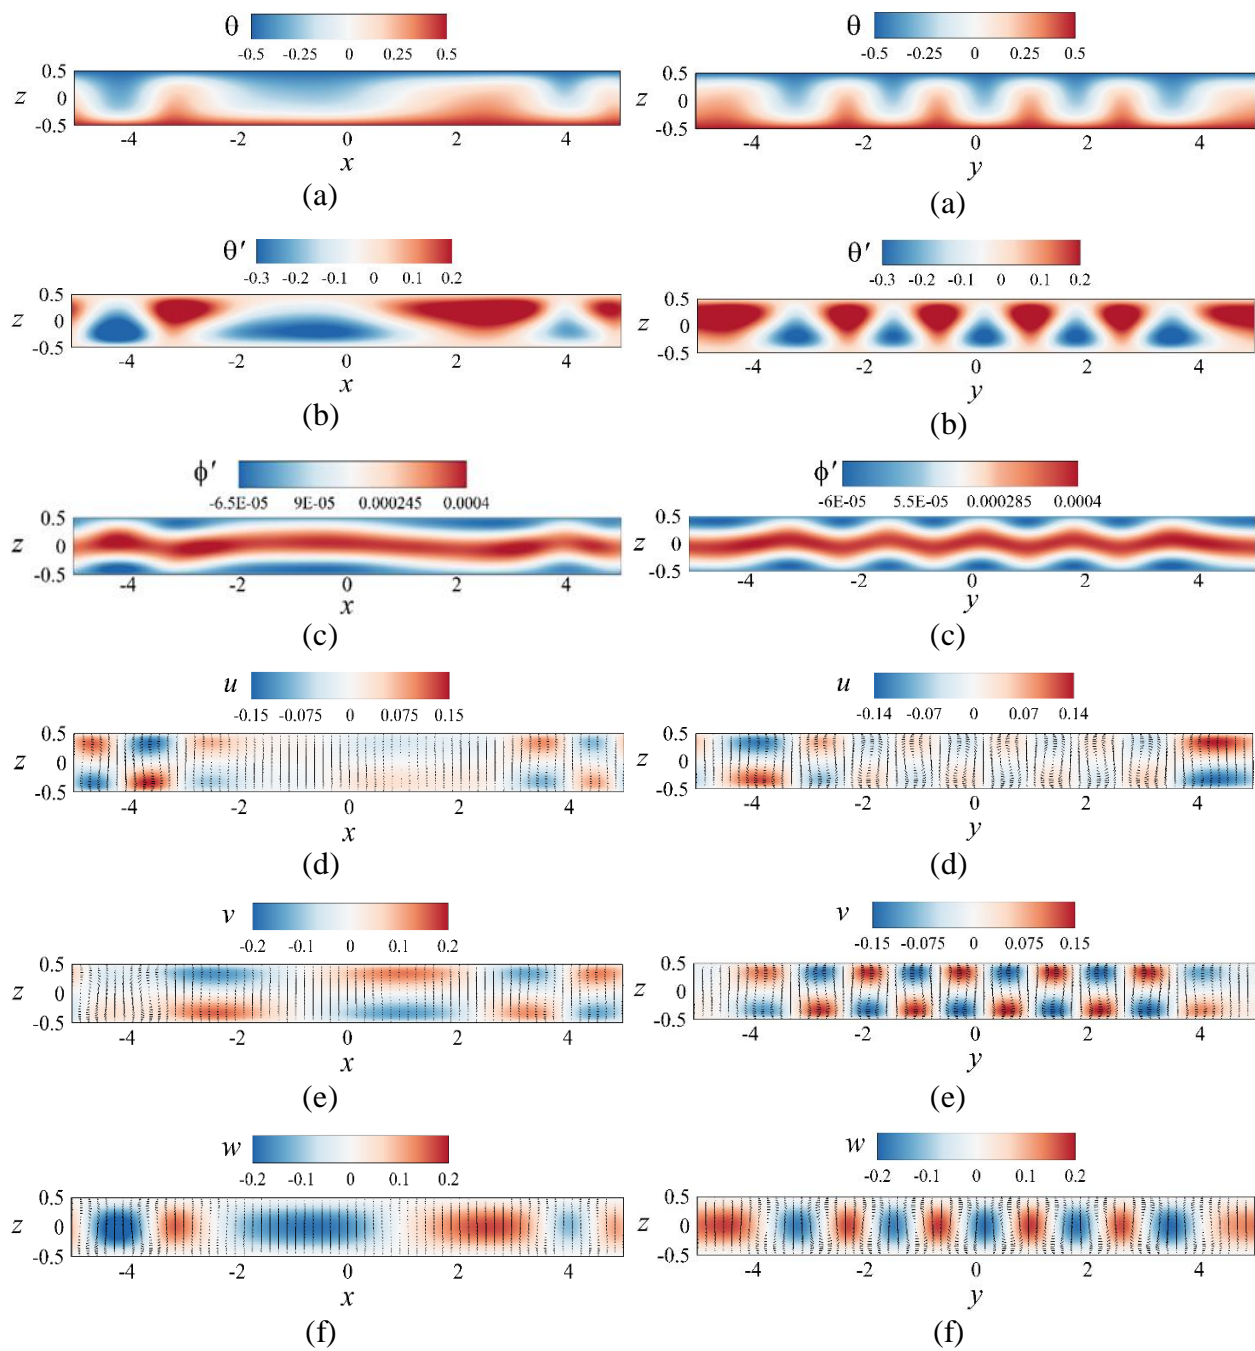 θ
-0.5 -0.25 0 0.25 0.5
z
0.5
0
-0.5
-4 -2 0 2 4
x
(a)
θ′
-0.3 -0.2 -0.1 0 0.1 0.2
z
0.5
0
-0.5
-4 -2 0 2 4
x
(b)
ϕ′
-6.5E-05 9E-05 0.000245 0.0004
z
0.5
0
-0.5
-4 -2 0 2 4
x
(c)
u
-0.15 -0.075 0 0.075 0.15
z
0.5
0
-0.5
-4 -2 0 2 4
x
(d)
v
-0.2 -0.1 0 0.1 0.2
z
0.5
0
-0.5
-4 -2 0 2 4
x
(e)
w
-0.2 -0.1 0 0.1 0.2
z
0.5
0
-0.5
-4 -2 0 2 4
x
(f)
θ
-0.5 -0.25 0 0.25 0.5
z
0.5
0
-0.5
-4 -2 0 2 4
y
(a)
θ′
-0.3 -0.2 -0.1 0 0.1 0.2
z
0.5
0
-0.5
-4 -2 0 2 4
y
(b)
ϕ′
-6E-05 5.5E-05 0.000285 0.0004
z
0.5
0
-0.5
-4 -2 0 2 4
y
(c)
u
-0.14 -0.07 0 0.07 0.14
z
0.5
0
-0.5
-4 -2 0 2 4
y
(d)
v
-0.15 -0.075 0 0.075 0.15
z
0.5
0
-0.5
-4 -2 0 2 4
y
(e)
w
-0.2 -0.1 0 0.1 0.2
z
0.5
0
-0.5
-4 -2 0 2 4
y
(f)